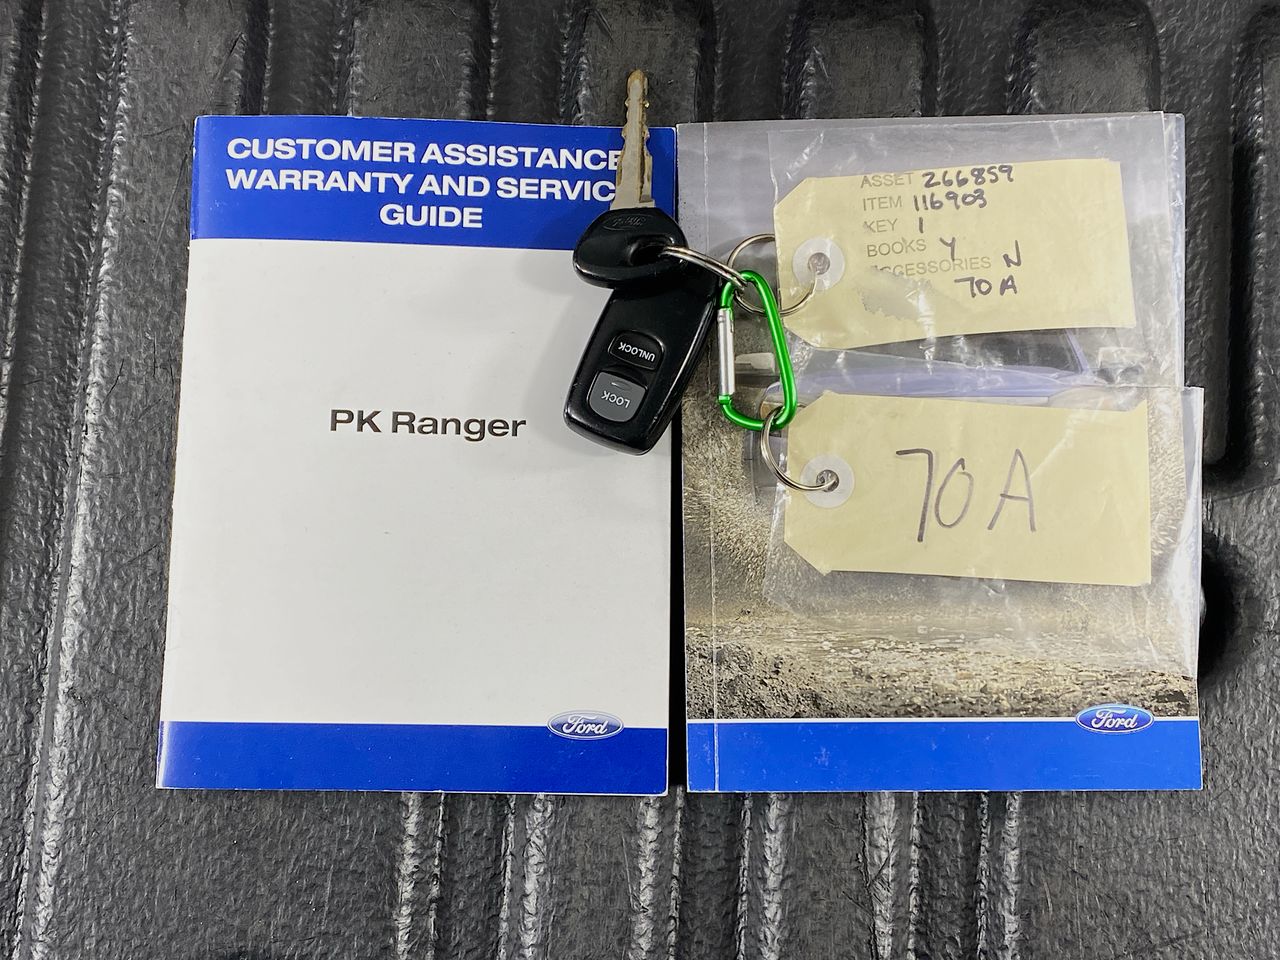 CUSTOMER ASSISTANCE
WARRANTY AND SERVIC
GUIDE
PK Ranger
Ford
UNLOCK
LOCK
ASSET 266859
ITEM 116903
KEY 1
BOOKS Y
ACCESSORIES N
70A
70A
Ford